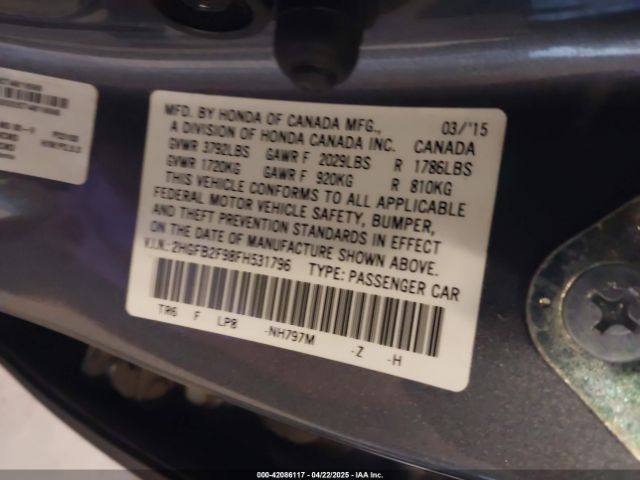 MFD. BY HONDA OF CANADA MFG., 03/'15
A DIVISION OF HONDA CANADA INC. CANADA
GVWR 3792LBS GAWR F 2029LBS R 1786LBS
GVWR 1720KG GAWR F 920KG R 810KG
THIS VEHICLE CONFORMS TO ALL APPLICABLE
FEDERAL MOTOR VEHICLE SAFETY, BUMPER,
AND THEFT PREVENTION STANDARDS IN EFFECT
ON THE DATE OF MANUFACTURE SHOWN ABOVE.
V.I.N.: 2HGFB2F98FH531796 TYPE: PASSENGER CAR
TR6 F LP8 -NH797M -Z -H
000-42086117 - 04/22/2025 - IAA Inc.